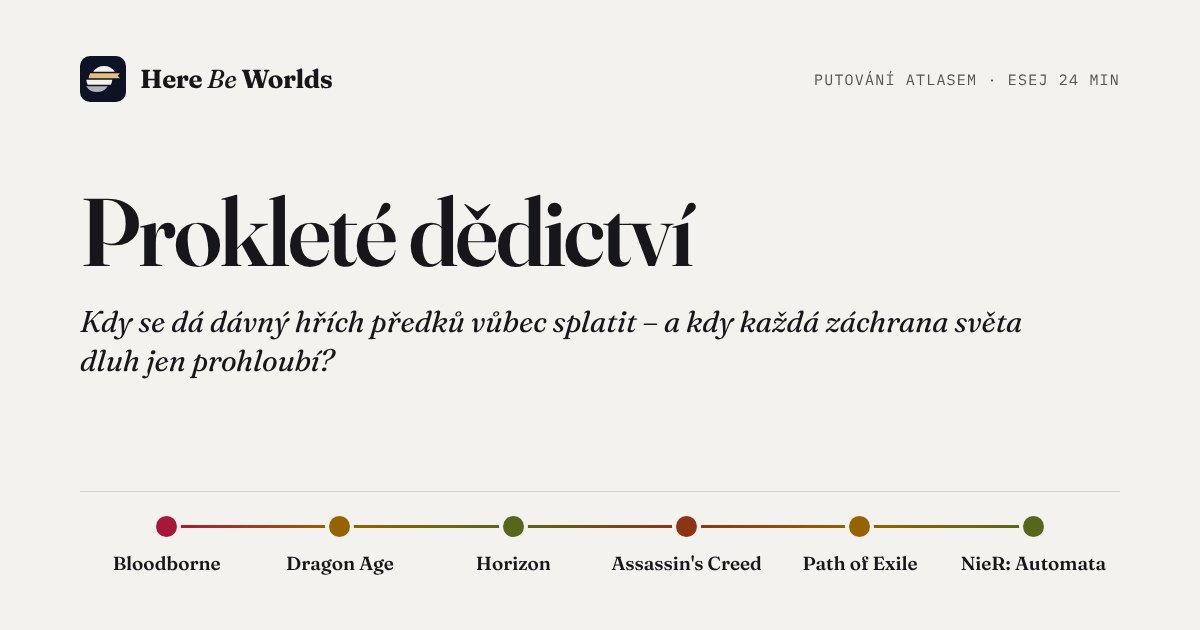 Here Be Worlds
PUTOVÁNÍ ATLASEM · ESEJ 24 MIN
Prokleté dědictví
Kdy se dá dávný hřích předků vůbec splatit – a kdy každá záchrana světa
dluh jen prohloubí?
Bloodborne
Dragon Age
Horizon
Assassin's Creed
Path of Exile
NieR: Automata